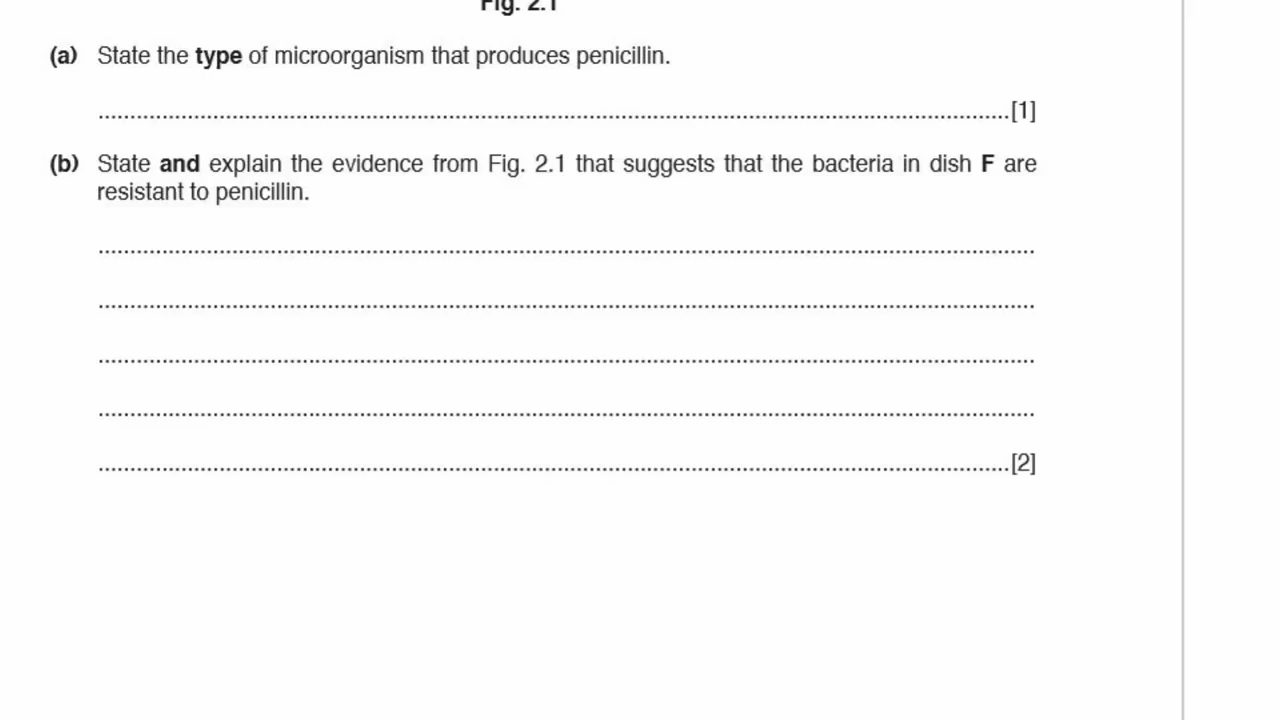 Fig. 2.1
(a) State the type of microorganism that produces penicillin.
..........................................................................................................................................[1]
(b) State and explain the evidence from Fig. 2.1 that suggests that the bacteria in dish F are
resistant to penicillin.
..............................................................................................................................................
..............................................................................................................................................
..............................................................................................................................................
..............................................................................................................................................
..........................................................................................................................................[2]